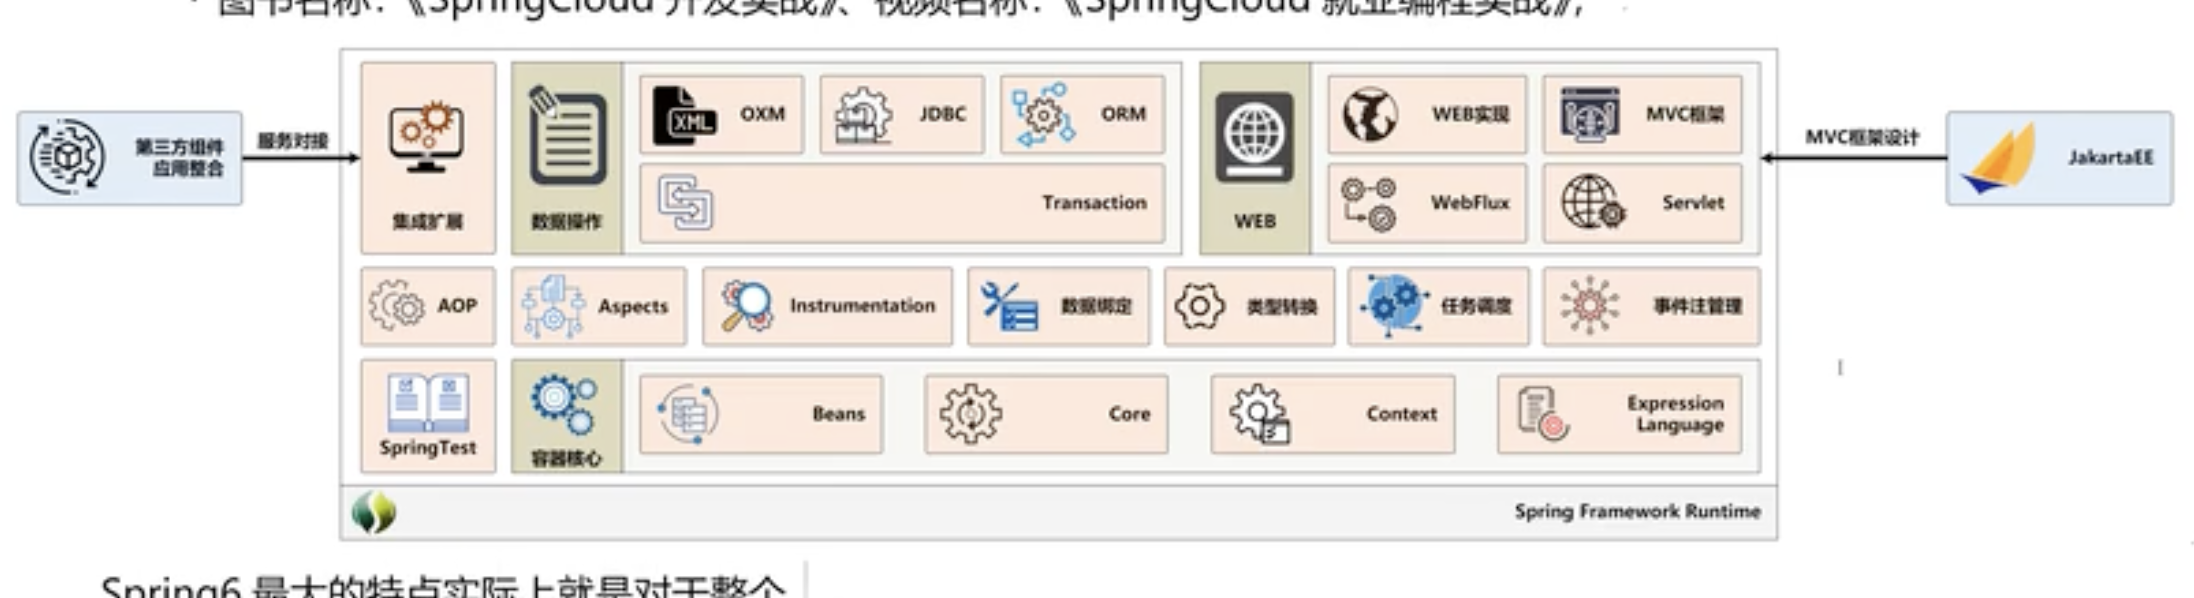 • 图书名称：《SpringCloud 开发实战》、视频名称：《SpringCloud 就业编程实战》；
第三方组件
应用整合
服务对接
集成扩展
数据操作
XML
OXM
JDBC
ORM
Transaction
WEB
WEB实现
MVC框架
WebFlux
Servlet
MVC框架设计
JakartaEE
AOP
Aspects
Instrumentation
数据绑定
类型转换
任务调度
事件注管理
SpringTest
容器核心
Beans
Core
Context
Expression
Language
Spring Framework Runtime
Spring6 最大的特点实际上就是对于整个